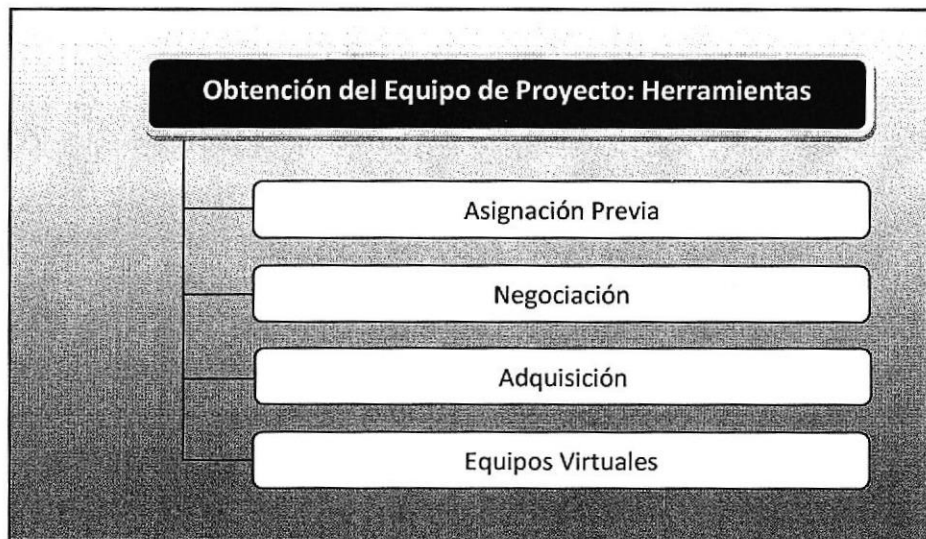 Obtención del Equipo de Proyecto: Herramientas
Asignación Previa
Negociación
Adquisición
Equipos Virtuales